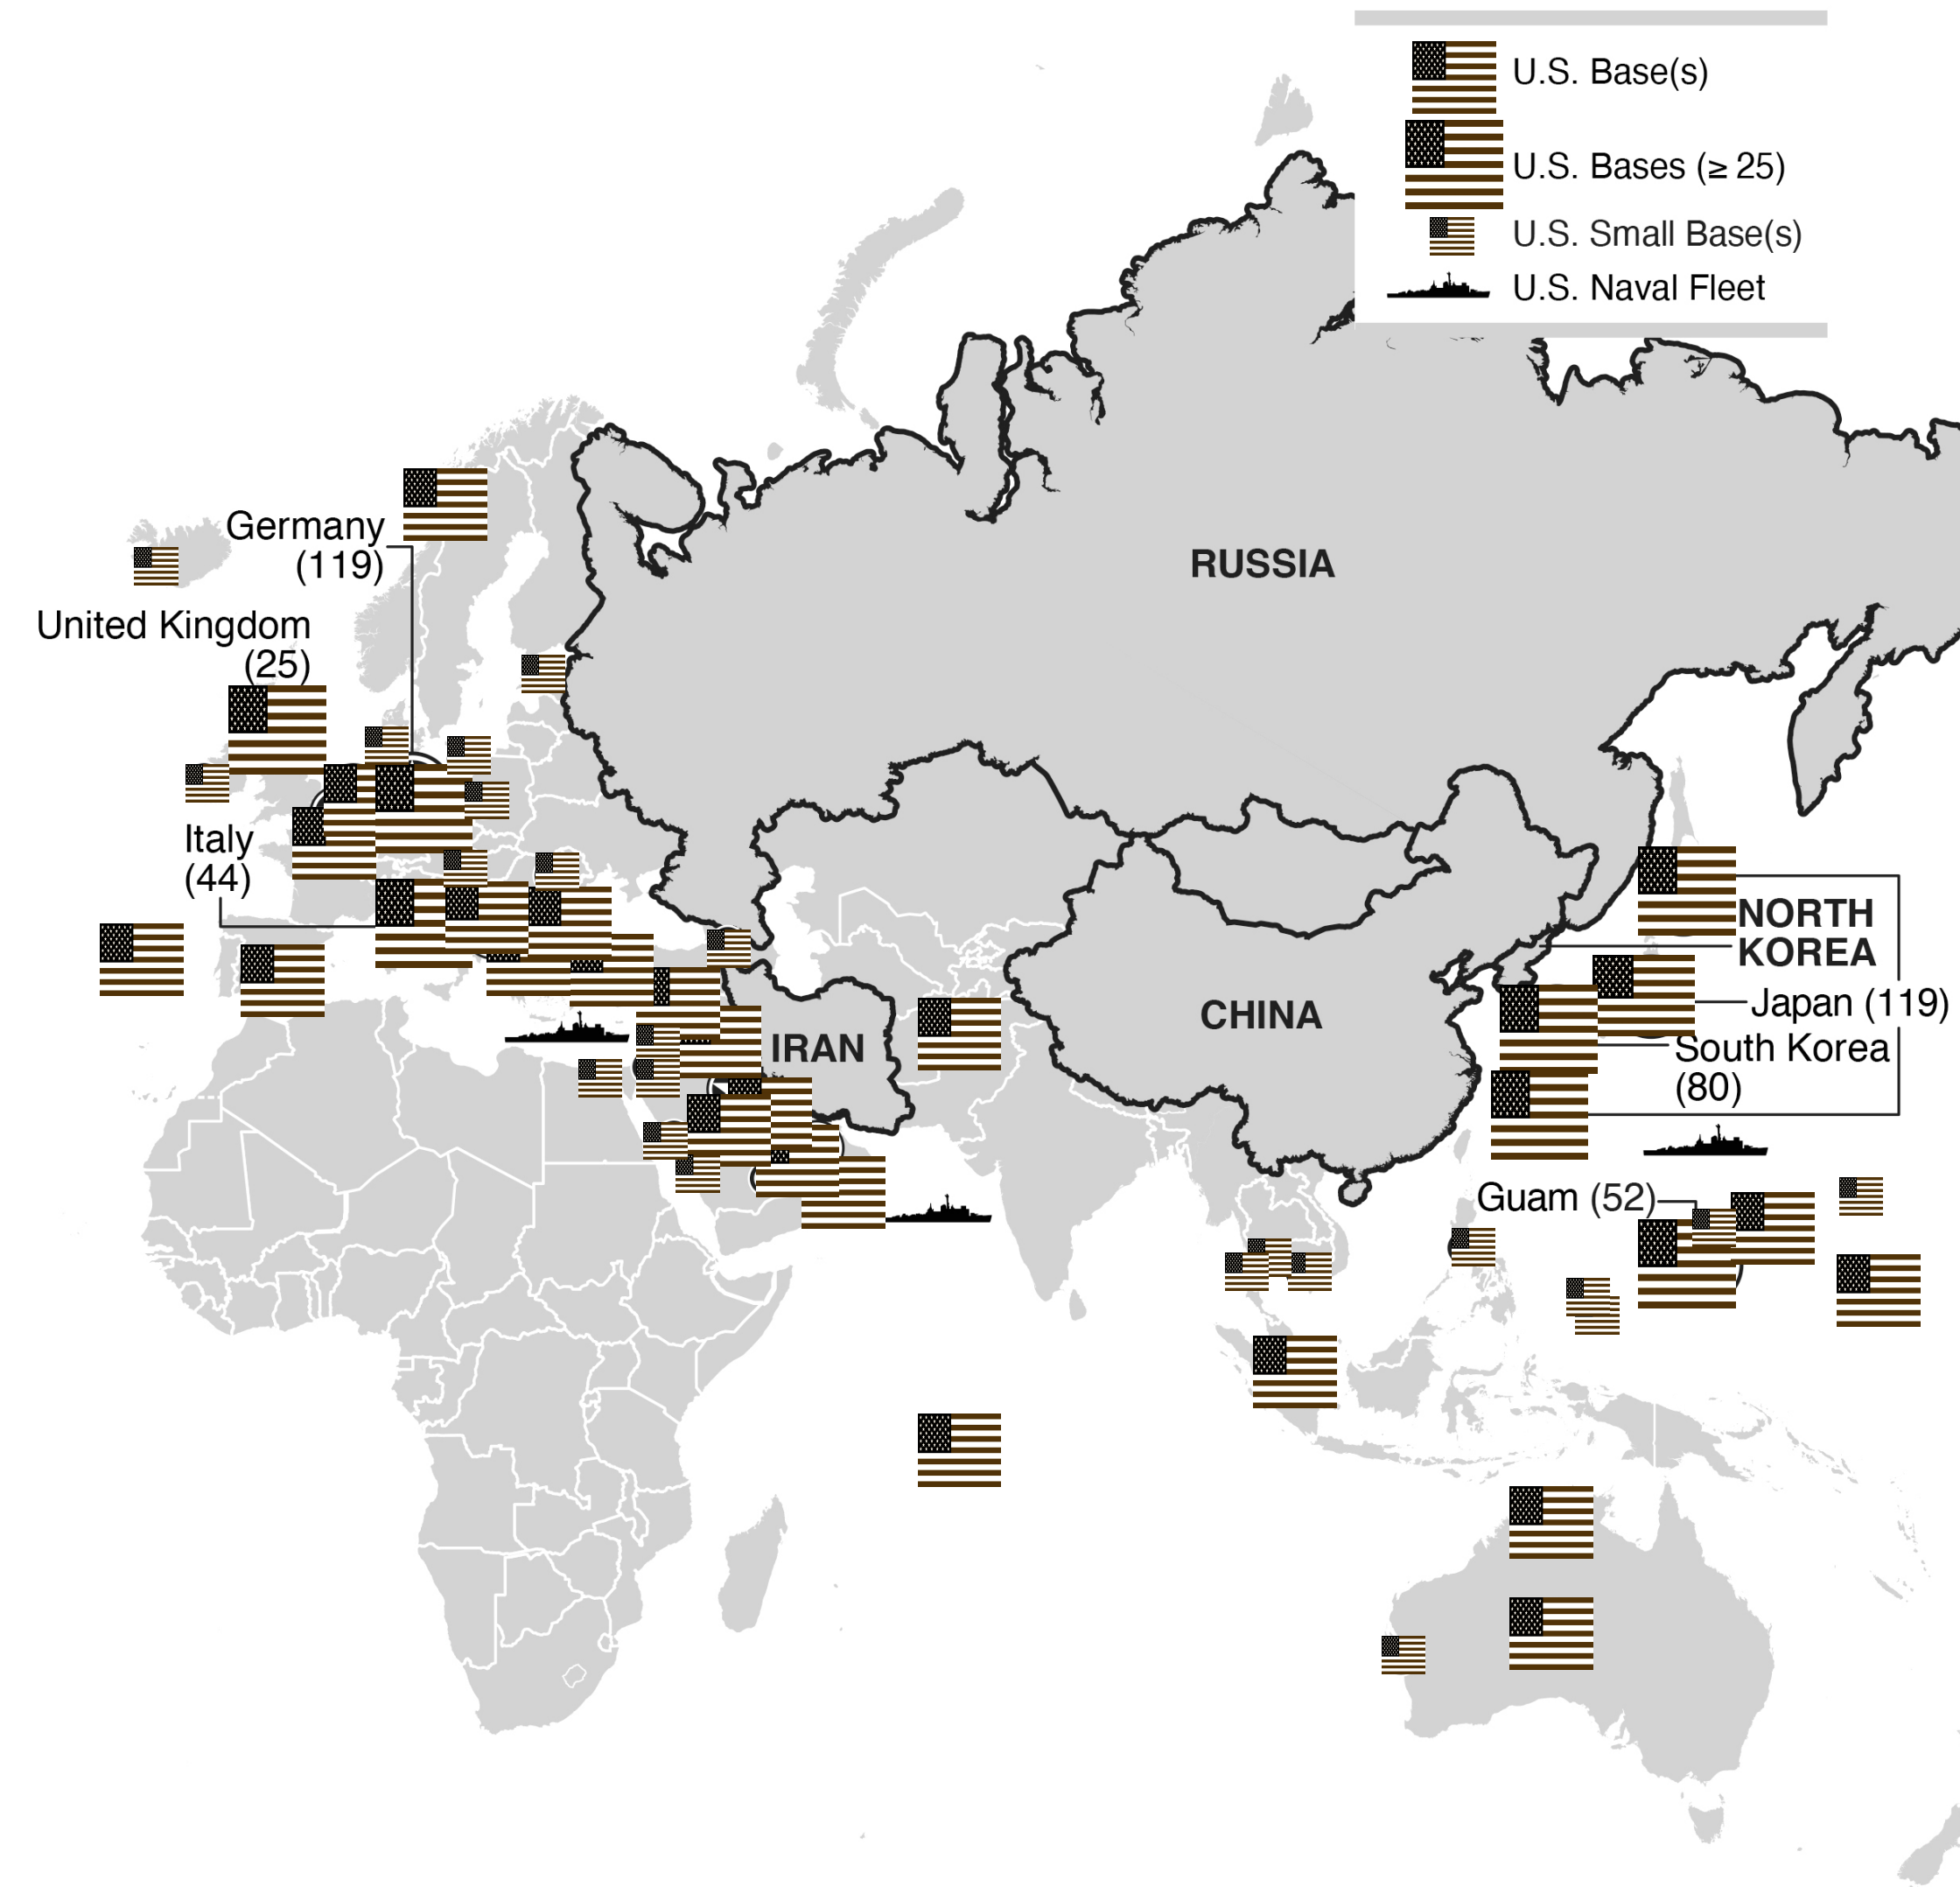 U.S. Base(s)
U.S. Bases (≥ 25)
U.S. Small Base(s)
U.S. Naval Fleet
RUSSIA
Germany
(119)
United Kingdom
(25)
Italy
(44)
NORTH
KOREA
CHINA
IRAN
Japan (119)
South Korea
(80)
Guam (52)